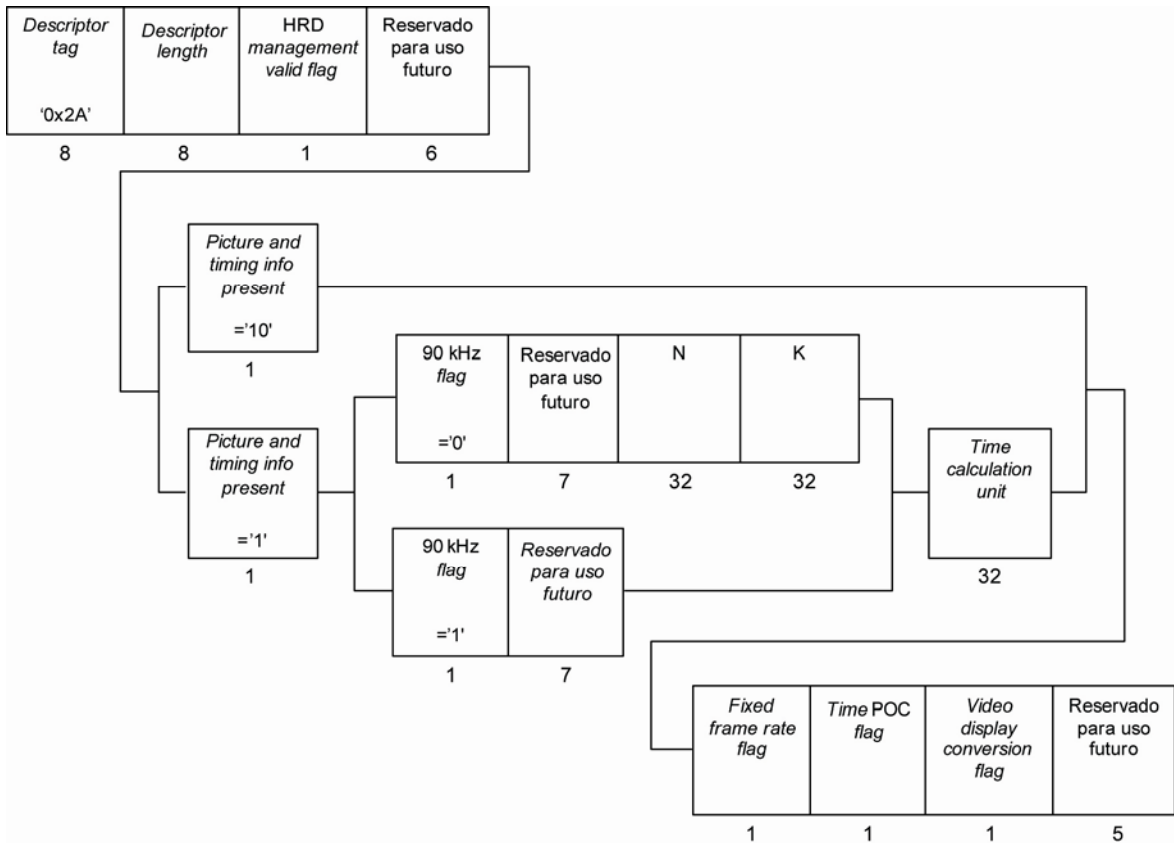 Descriptor
tag
'0x2A'
8
Descriptor
length
8
HRD
management
valid flag
1
Reservado
para uso
futuro
6
Picture and
timing info
present
='10'
1
Picture and
timing info
present
='1'
1
90 kHz
flag
='0'
1
Reservado
para uso
futuro
7
N
32
K
32
90 kHz
flag
='1'
1
Reservado
para uso
futuro
7
Time
calculation
unit
32
Fixed
frame rate
flag
1
Time POC
flag
1
Video
display
conversion
flag
1
Reservado
para uso
futuro
5